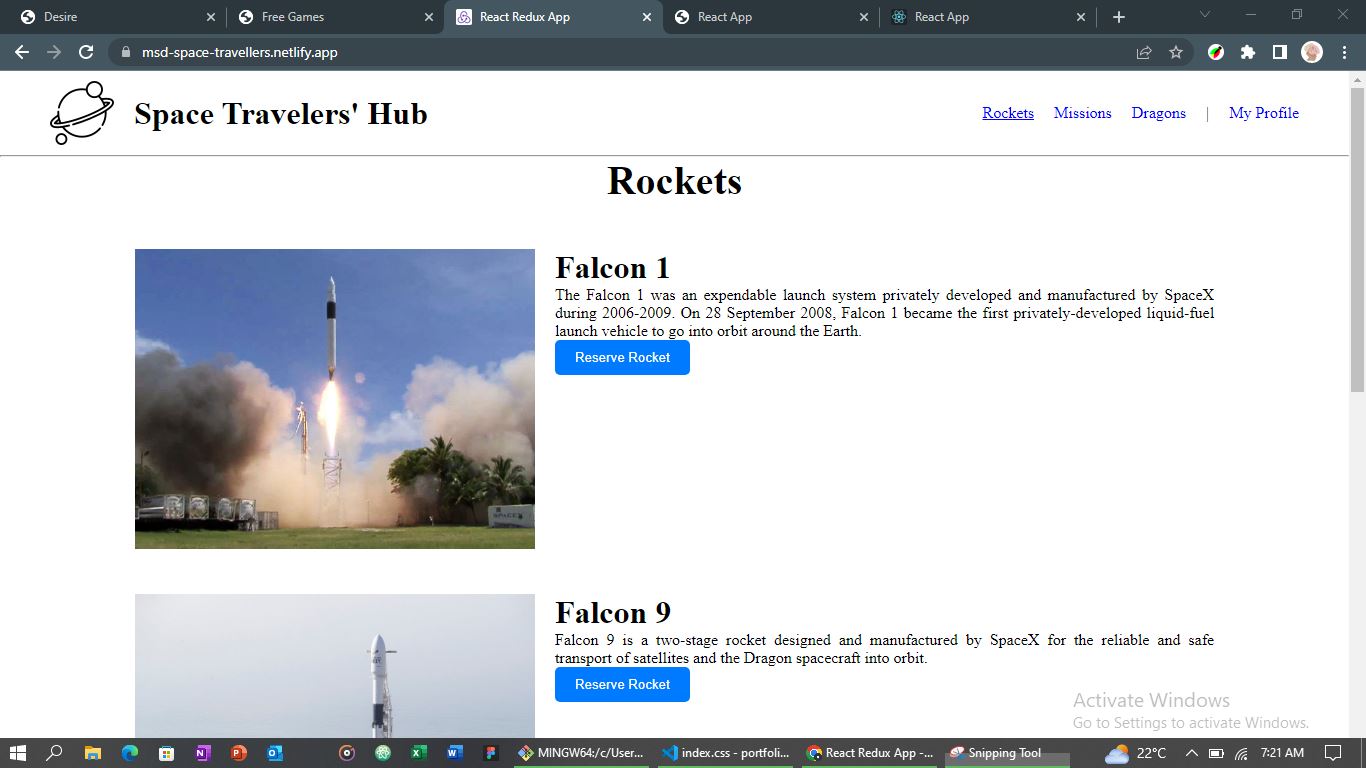 Desire
Free Games
React Redux App
React App
React App
msd-space-travellers.netlify.app
Space Travelers' Hub
Rockets Missions Dragons | My Profile
Rockets
Falcon 1
The Falcon 1 was an expendable launch system privately developed and manufactured by SpaceX
during 2006-2009. On 28 September 2008, Falcon 1 became the first privately-developed liquid-fuel
launch vehicle to go into orbit around the Earth.
Reserve Rocket
Falcon 9
Falcon 9 is a two-stage rocket designed and manufactured by SpaceX for the reliable and safe
transport of satellites and the Dragon spacecraft into orbit.
Reserve Rocket
Activate Windows
Go to Settings to activate Windows.
MINGW64:/c/User...
index.css - portfoli...
React Redux App -...
Snipping Tool
22°C
7:21 AM